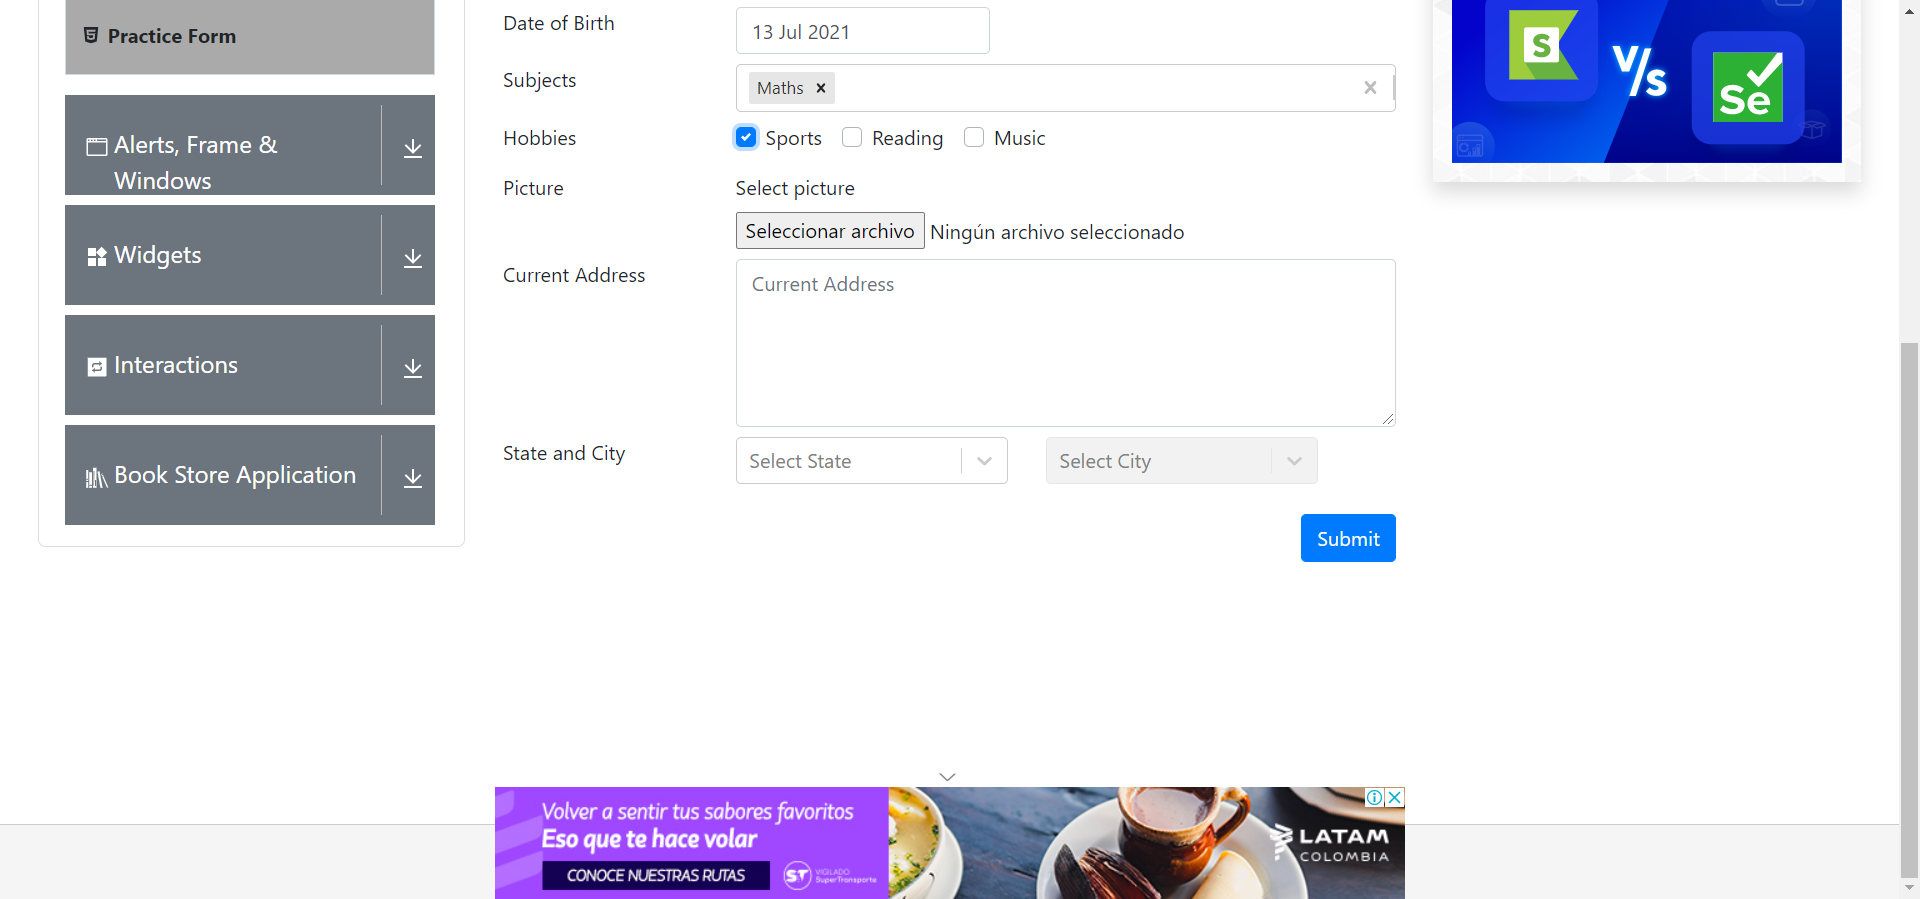 Practice Form
Alerts, Frame &
Windows
Widgets
Interactions
Book Store Application
Date of Birth
13 Jul 2021
Subjects
Maths
Hobbies
Sports
Reading
Music
Picture
Select picture
Seleccionar archivo Ningún archivo seleccionado
Current Address
Current Address
State and City
Select State
Select City
Submit
S
V/s
Se
Volver a sentir tus sabores favoritos
Eso que te hace volar
CONOCE NUESTRAS RUTAS
ST
VIGILADO
SuperTransporte
LATAM
COLOMBIA